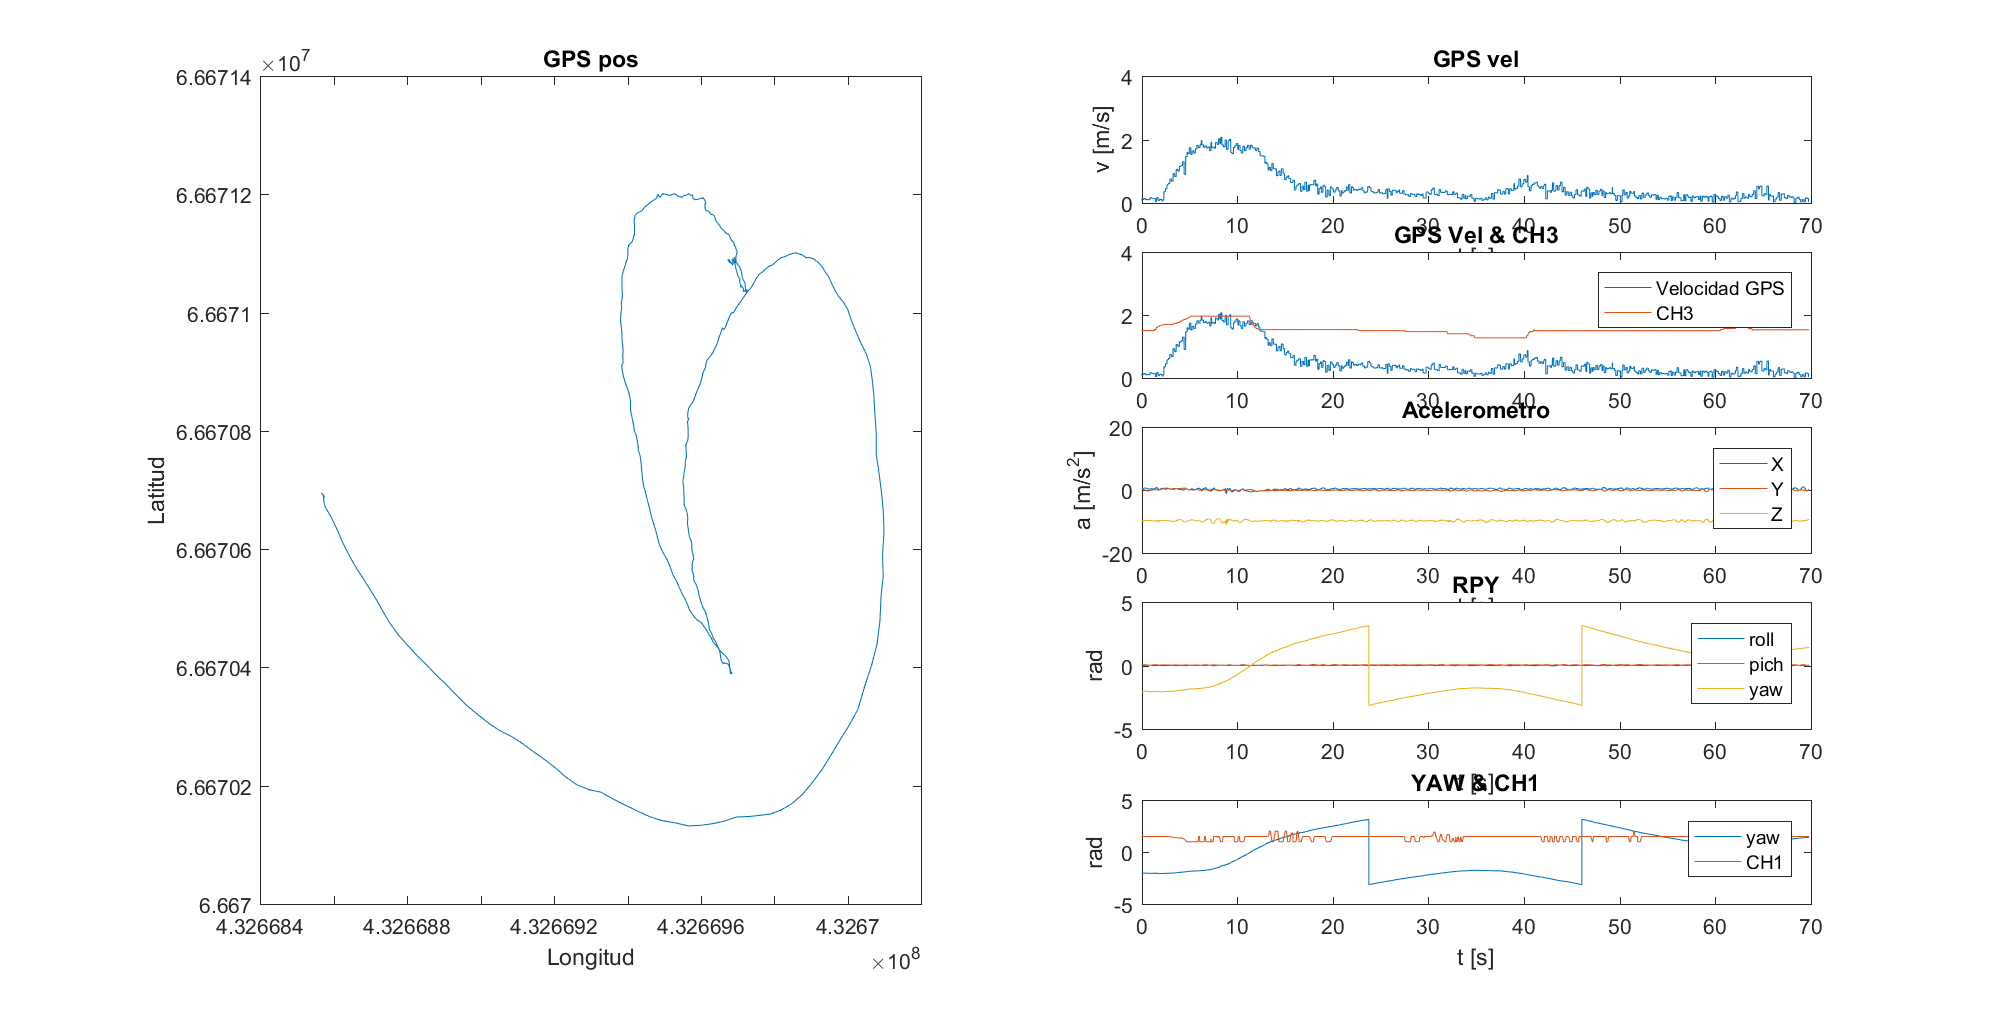 GPS pos
×10^7
6.66714
6.66712
6.6671
6.66708
6.66706
6.66704
6.66702
6.667
Latitud
4.326684
4.326688
4.326692
4.326696
4.3267
Longitud
×10^8
GPS vel
v [m/s]
4
2
0
0 10 20 30 40 50 60 70
GPS Vel & CH3
4
2
0
Velocidad GPS
CH3
0 10 20 30 40 50 60 70
Acelerometro
a [m/s^2]
20
0
-20
X
Y
Z
0 10 20 30 40 50 60 70
RPY
rad
5
0
-5
roll
pich
yaw
0 10 20 30 40 50 60 70
t [s]
YAW & CH1
rad
5
0
-5
yaw
CH1
0 10 20 30 40 50 60 70
t [s]